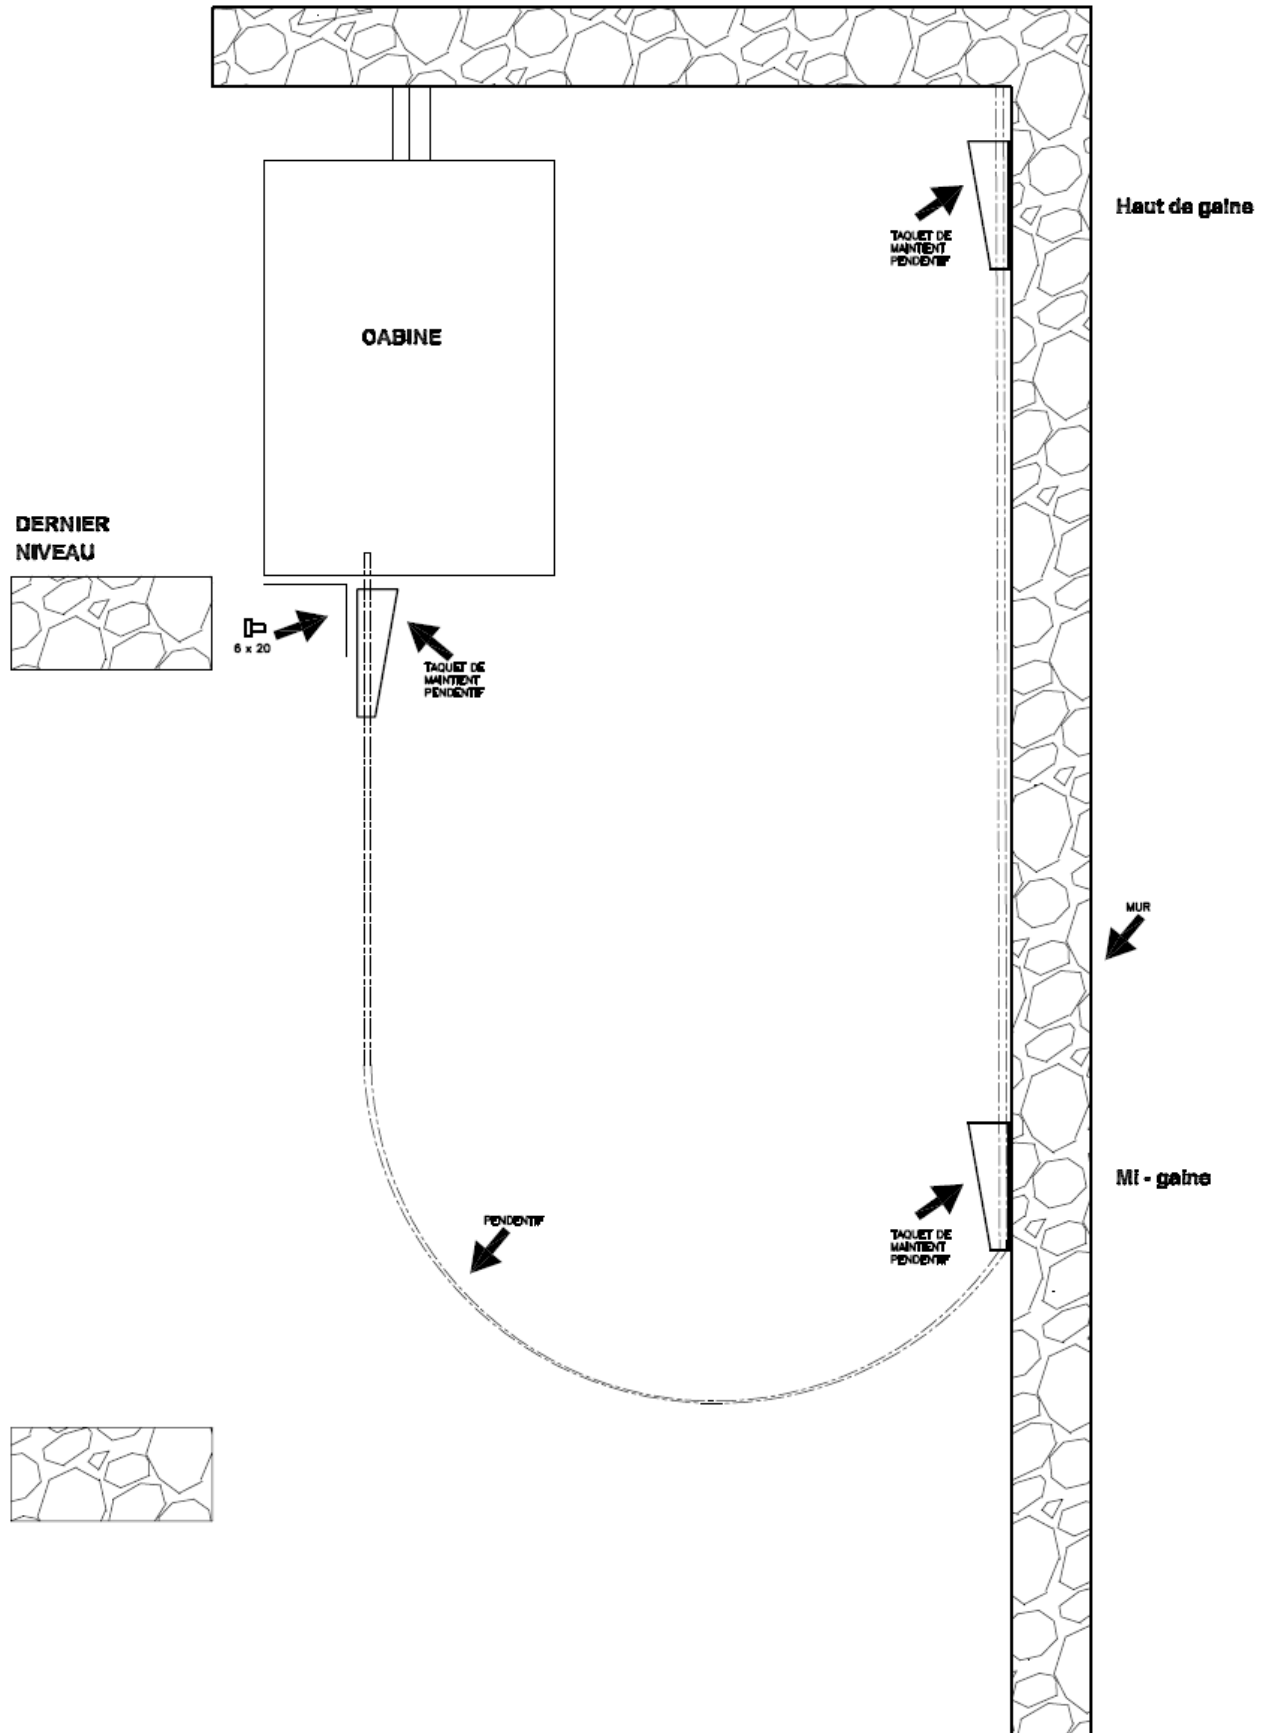 Haut de gaine
TAQUET DE
MAINTIENT
PENDENTIF
CABINE
DERNIER
NIVEAU
6 x 20
TAQUET DE
MAINTIENT
PENDENTIF
MUR
Mi - gaine
PENDENTIF
TAQUET DE
MAINTIENT
PENDENTIF